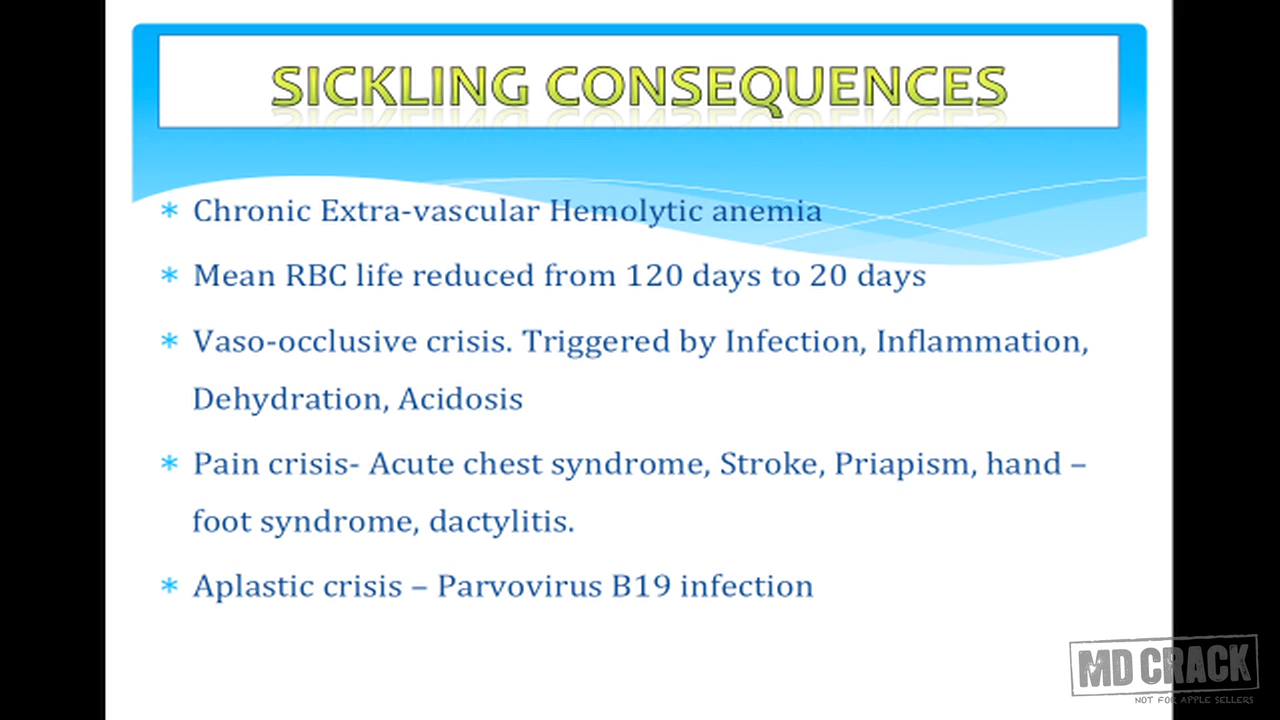 SICKLING CONSEQUENCES
* Chronic Extra-vascular Hemolytic anemia
* Mean RBC life reduced from 120 days to 20 days
* Vaso-occlusive crisis. Triggered by Infection, Inflammation,
Dehydration, Acidosis
* Pain crisis- Acute chest syndrome, Stroke, Priapism, hand –
foot syndrome, dactylitis.
* Aplastic crisis – Parvovirus B19 infection
MD CRACK
NOT FOR APPLE SELLERS